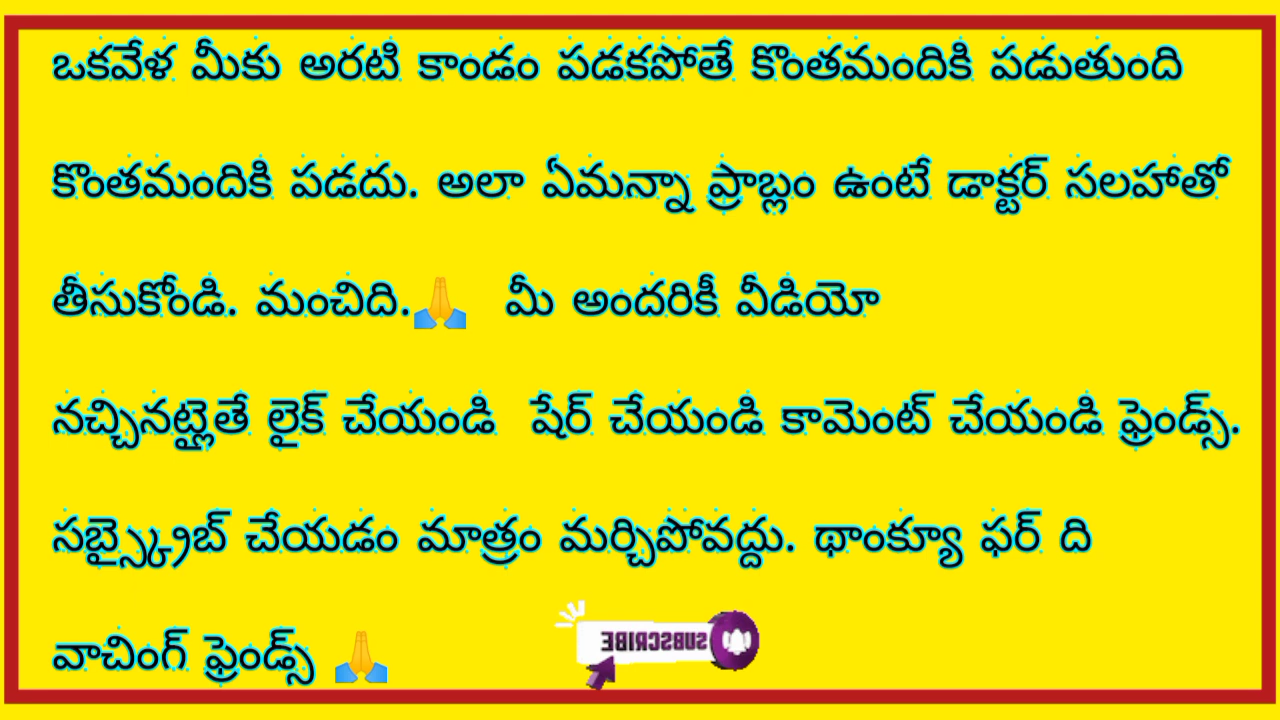 ఒకవేళ మీకు అరటి కాండం పడకపోతే కొంతమందికి పడుతుంది
కొంతమందికి పడదు. అలా ఏమన్నా ప్రాబ్లం ఉంటే డాక్టర్ సలహాతో
తీసుకోండి. మంచిది.🙏 మీ అందరికీ వీడియో
నచ్చినట్లైతే లైక్ చేయండి షేర్ చేయండి కామెంట్ చేయండి ఫ్రెండ్స్.
సబ్స్క్రైబ్ చేయడం మాత్రం మర్చిపోవద్దు. థాంక్యూ ఫర్ ది
వాచింగ్ ఫ్రెండ్స్ 🙏
SUBSCRIBE